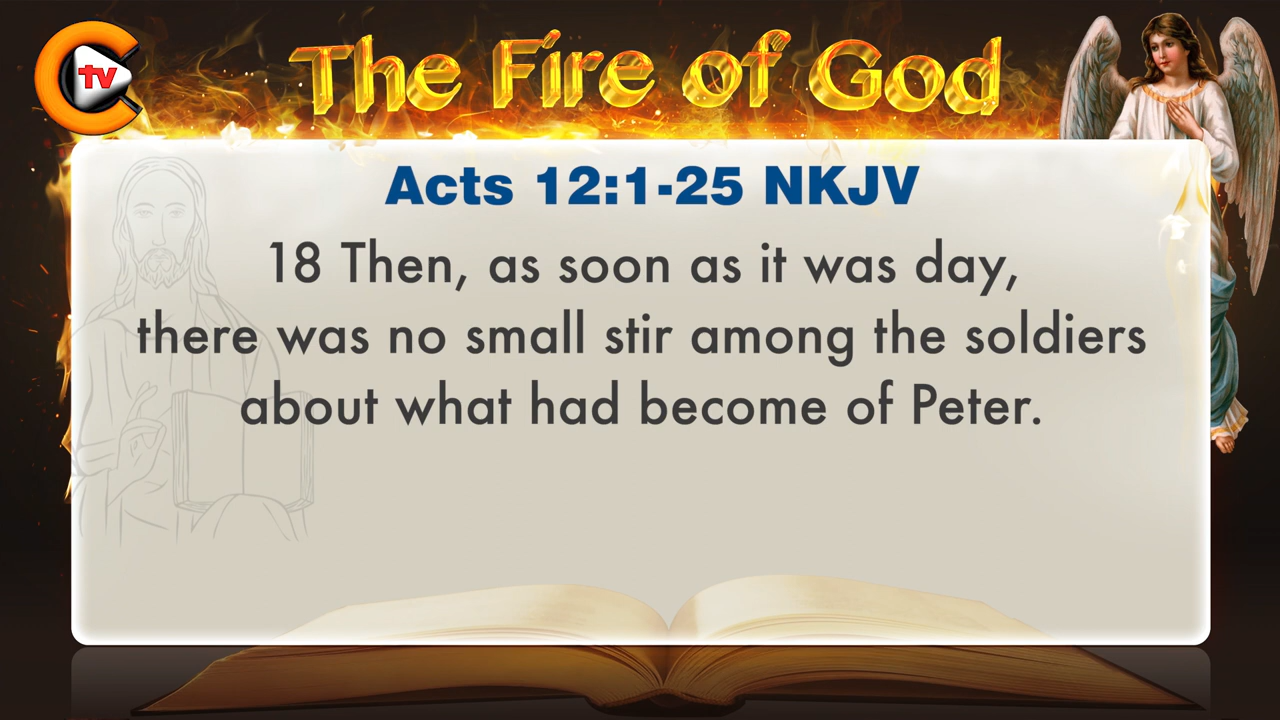 tv
The Fire of God
Acts 12:1-25 NKJV
18 Then, as soon as it was day,
there was no small stir among the soldiers
about what had become of Peter.